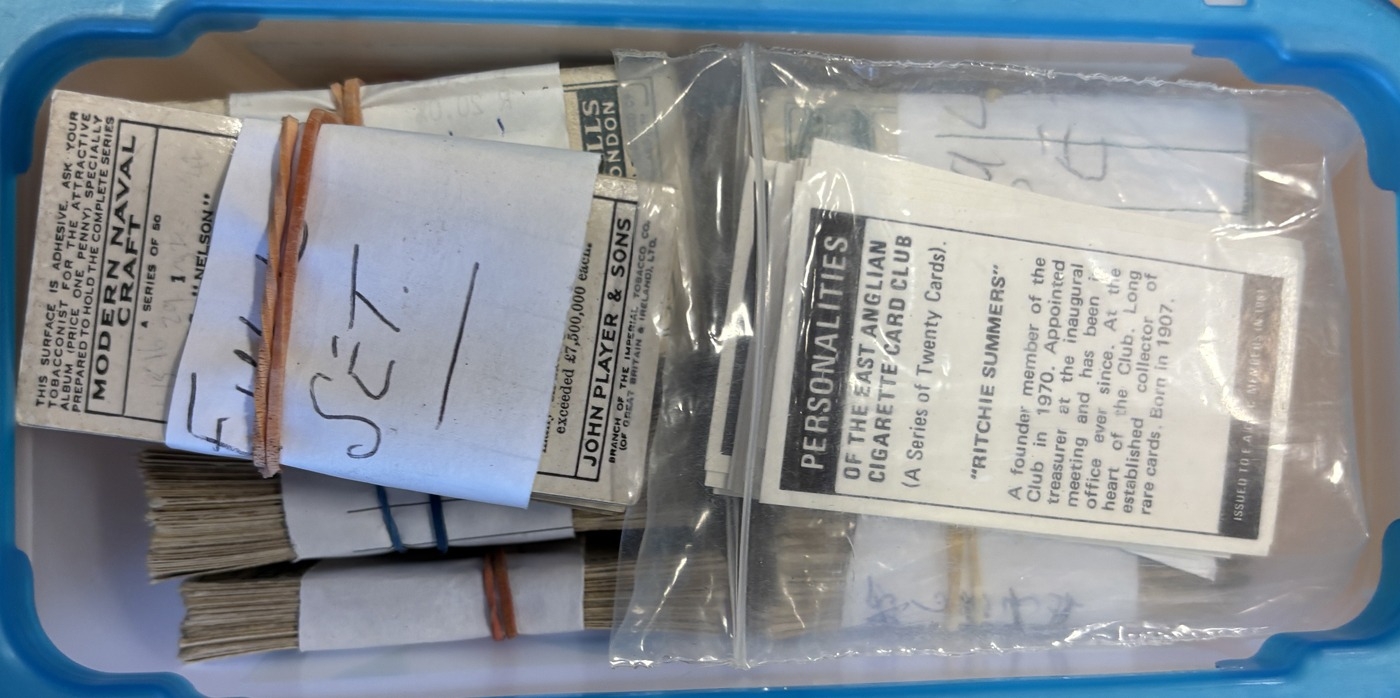 THIS SURFACE IS ADHESIVE. ASK YOUR
TOBACCONIST FOR THE ATTRACTIVE
ALBUM (PRICE ONE PENNY) SPECIALLY
PREPARED TO HOLD THE COMPLETE SERIES
MODERN NAVAL
CRAFT
A SERIES OF 50
1
"NELSON"
SET.
exceeded £7,500,000 each.
JOHN PLAYER & SONS
BRANCH OF THE IMPERIAL TOBACCO CO.
(OF GREAT BRITAIN & IRELAND), LTD.
LLS
ONDON
PERSONALITIES
OF THE EAST ANGLIAN
CIGARETTE CARD CLUB
(A Series of Twenty Cards).
"RITCHIE SUMMERS"
A founder member of the
Club in 1970. Appointed
treasurer at the inaugural
meeting and has been in
office ever since. At the
heart of the Club. Long
established collector of
rare cards. Born in 1907.
ISSUED TO